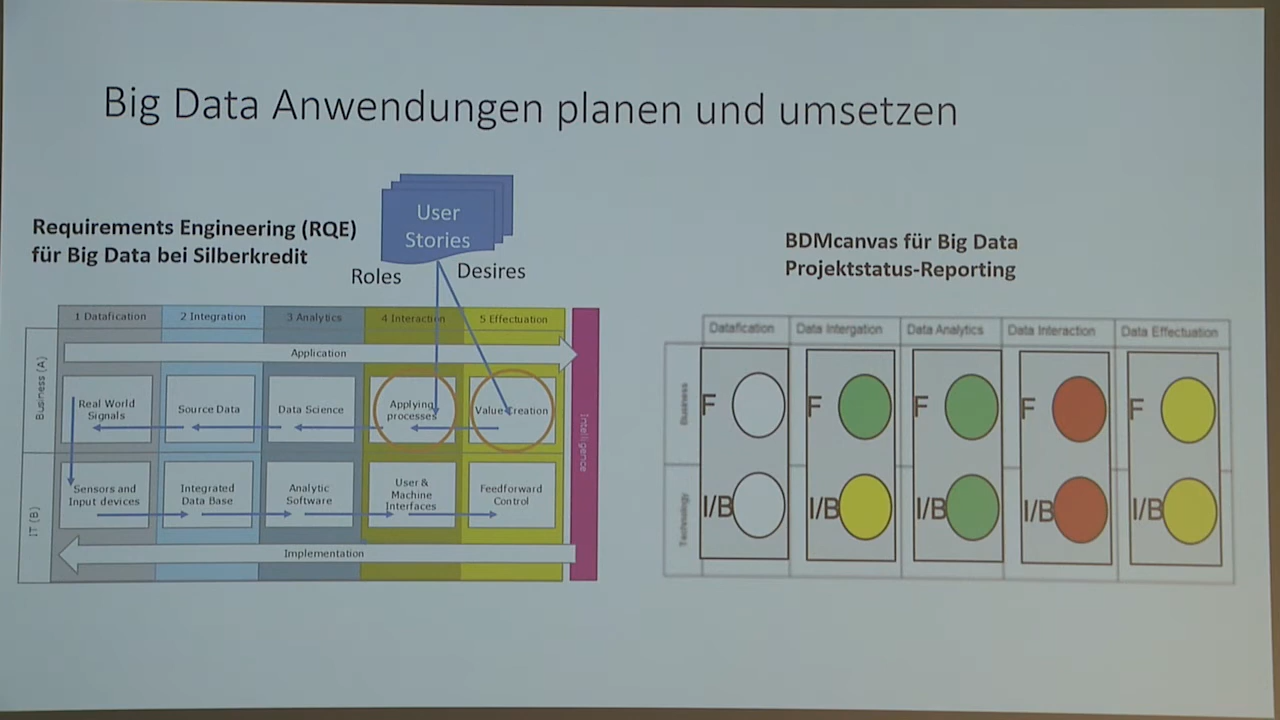 Big Data Anwendungen planen und umsetzen
Requirements Engineering (RQE)
für Big Data bei Silberkredit
User
Stories
Roles
Desires
1 Datafication
2 Integration
3 Analytics
4 Interaction
5 Effectuation
Business (A)
Application
Real World
Signals
Source Data
Data Science
Applying
processes
Value Creation
Intelligence
IT (B)
Sensors and
Input devices
Integrated
Data Base
Analytic
Software
User &
Machine
Interfaces
Feedforward
Control
Implementation
BDMcanvas für Big Data
Projektstatus-Reporting
Datafication
Data Intergation
Data Analytics
Data Interaction
Data Effectuation
Business
F
F
F
F
F
Technology
I/B
I/B
I/B
I/B
I/B